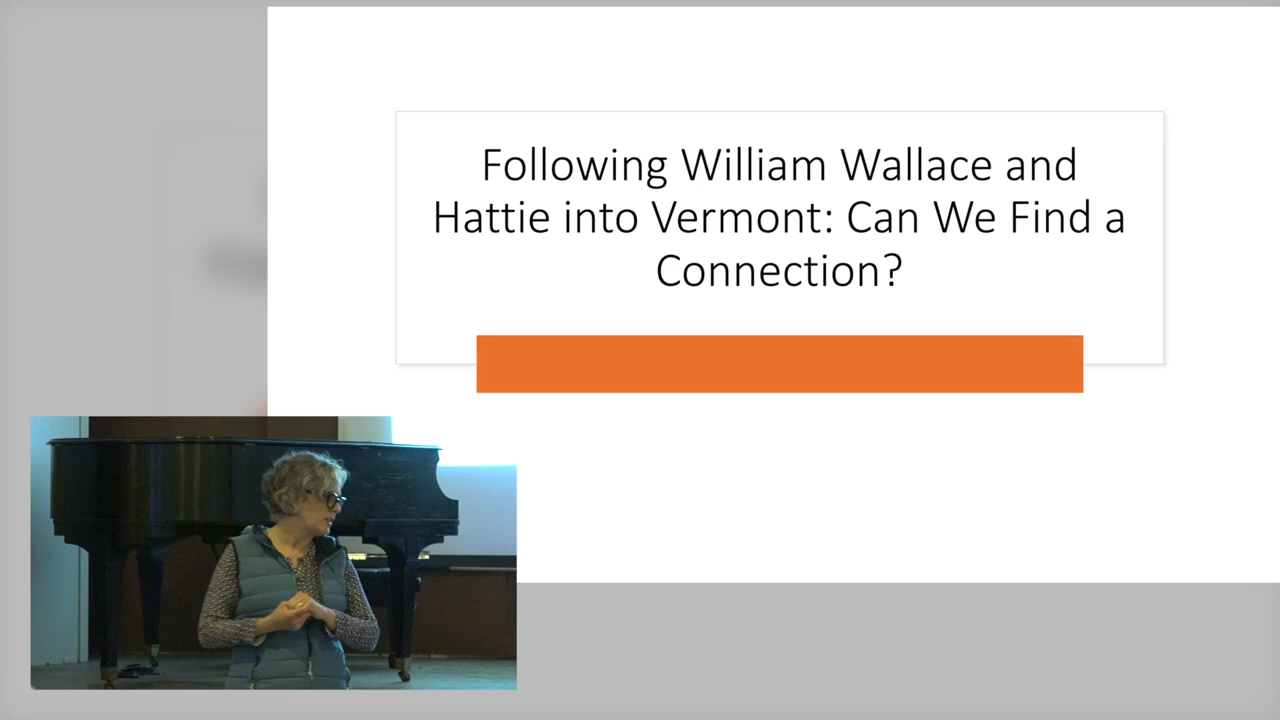 Following William Wallace and
Hattie into Vermont: Can We Find a
Connection?